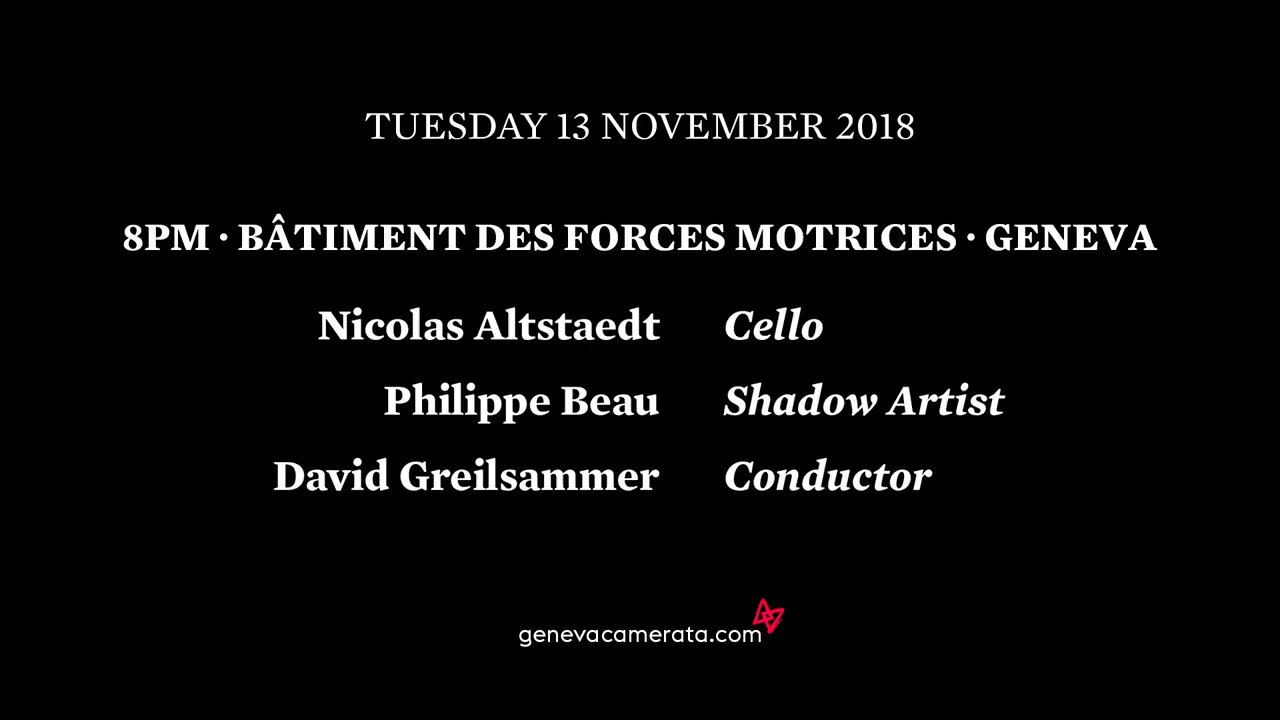 TUESDAY 13 NOVEMBER 2018
8PM · BÂTIMENT DES FORCES MOTRICES · GENEVA
Nicolas Altstaedt Cello
Philippe Beau Shadow Artist
David Greilsammer Conductor
genevacamerata.com